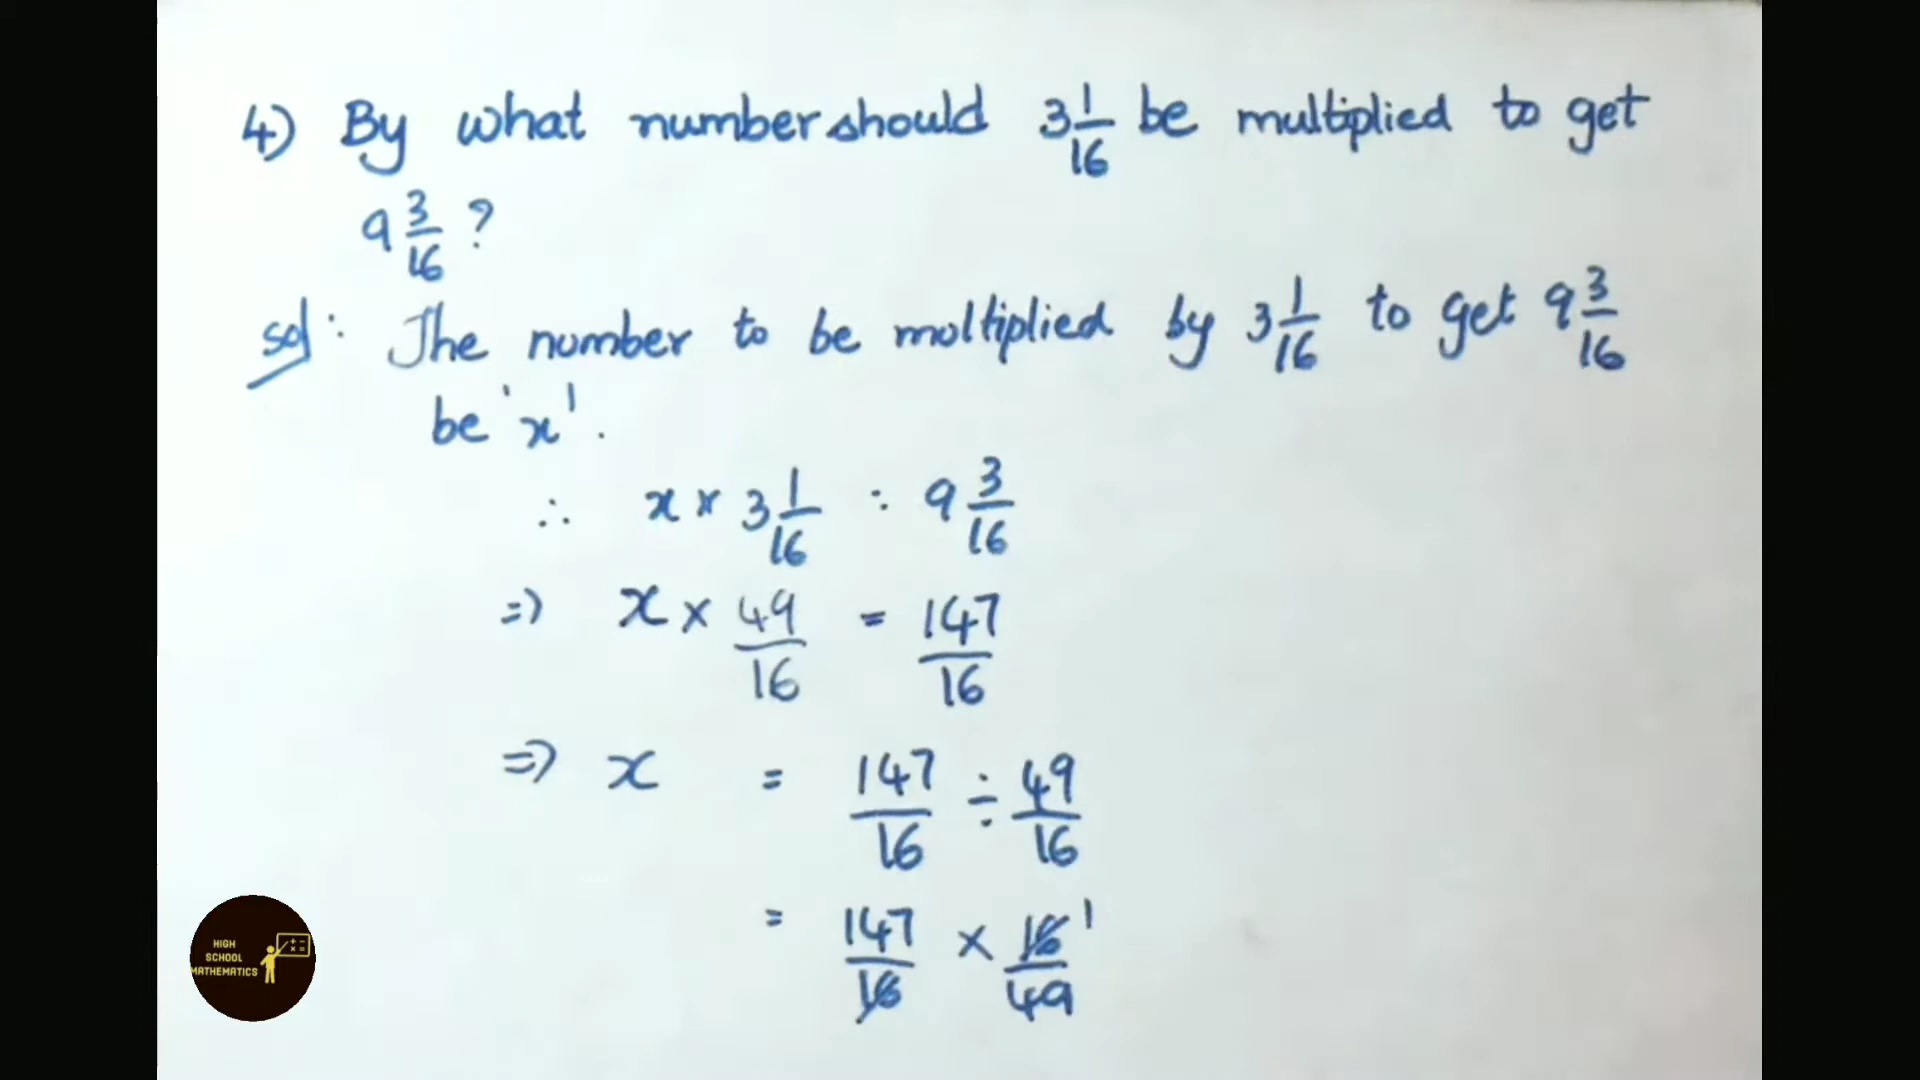 4) By what number should 3 1/16 be multiplied to get
9 3/16 ?
Sol: The number to be moltiplied by 3 1/16 to get 9 3/16
be 'x'.
∴ x × 3 1/16 : 9 3/16
=> x × 49/16 = 147/16
=> x = 147/16 ÷ 49/16
= 147/16 × 16/49 1
HIGH
SCHOOL
MATHEMATICS